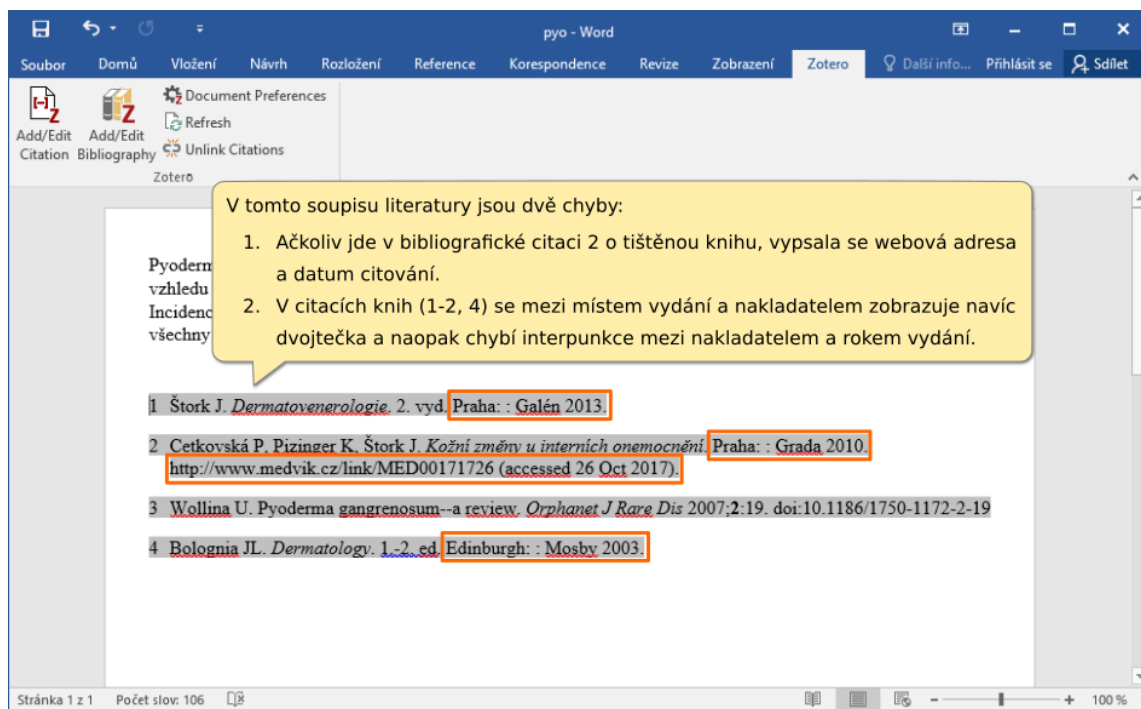 pyo - Word
Soubor Domů Vložení Návrh Rozložení Reference Korespondence Revize Zobrazení Zotero Další info... Přihlásit se Sdílet
Add/Edit Citation
Add/Edit Bibliography
Document Preferences
Refresh
Unlink Citations
Zotero
V tomto soupisu literatury jsou dvě chyby:
1. Ačkoliv jde v bibliografické citaci 2 o tištěnou knihu, vypsala se webová adresa
a datum citování.
2. V citacích knih (1-2, 4) se mezi místem vydání a nakladatelem zobrazuje navíc
dvojtečka a naopak chybí interpunkce mezi nakladatelem a rokem vydání.
vzhledu
všechny
1 Štork J. Dermatovenerologie. 2. vyd. Praha: : Galén 2013.
2 Cetkovská P, Pizinger K, Štork J. Kožní změny u interních onemocnění. Praha: : Grada 2010.
http://www.medvik.cz/link/MED00171726 (accessed 26 Oct 2017).
3 Wollina U. Pyoderma gangrenosum--a review. Orphanet J Rare Dis 2007;2:19. doi:10.1186/1750-1172-2-19
4 Bolognia JL. Dermatology. 1.-2. ed. Edinburgh: : Mosby 2003.
Stránka 1 z 1 Počet slov: 106 100 %